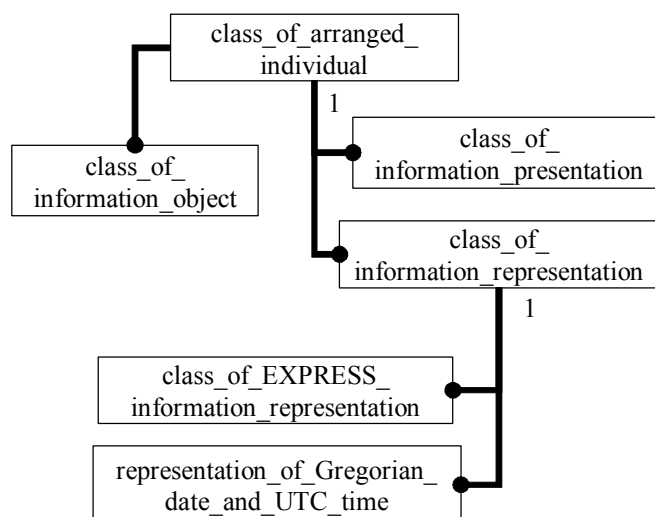 class_of_arranged_
individual
1
class_of_
information_object
class_of_
information_presentation
class_of_
information_representation
1
class_of_EXPRESS_
information_representation
representation_of_Gregorian_
date_and_UTC_time